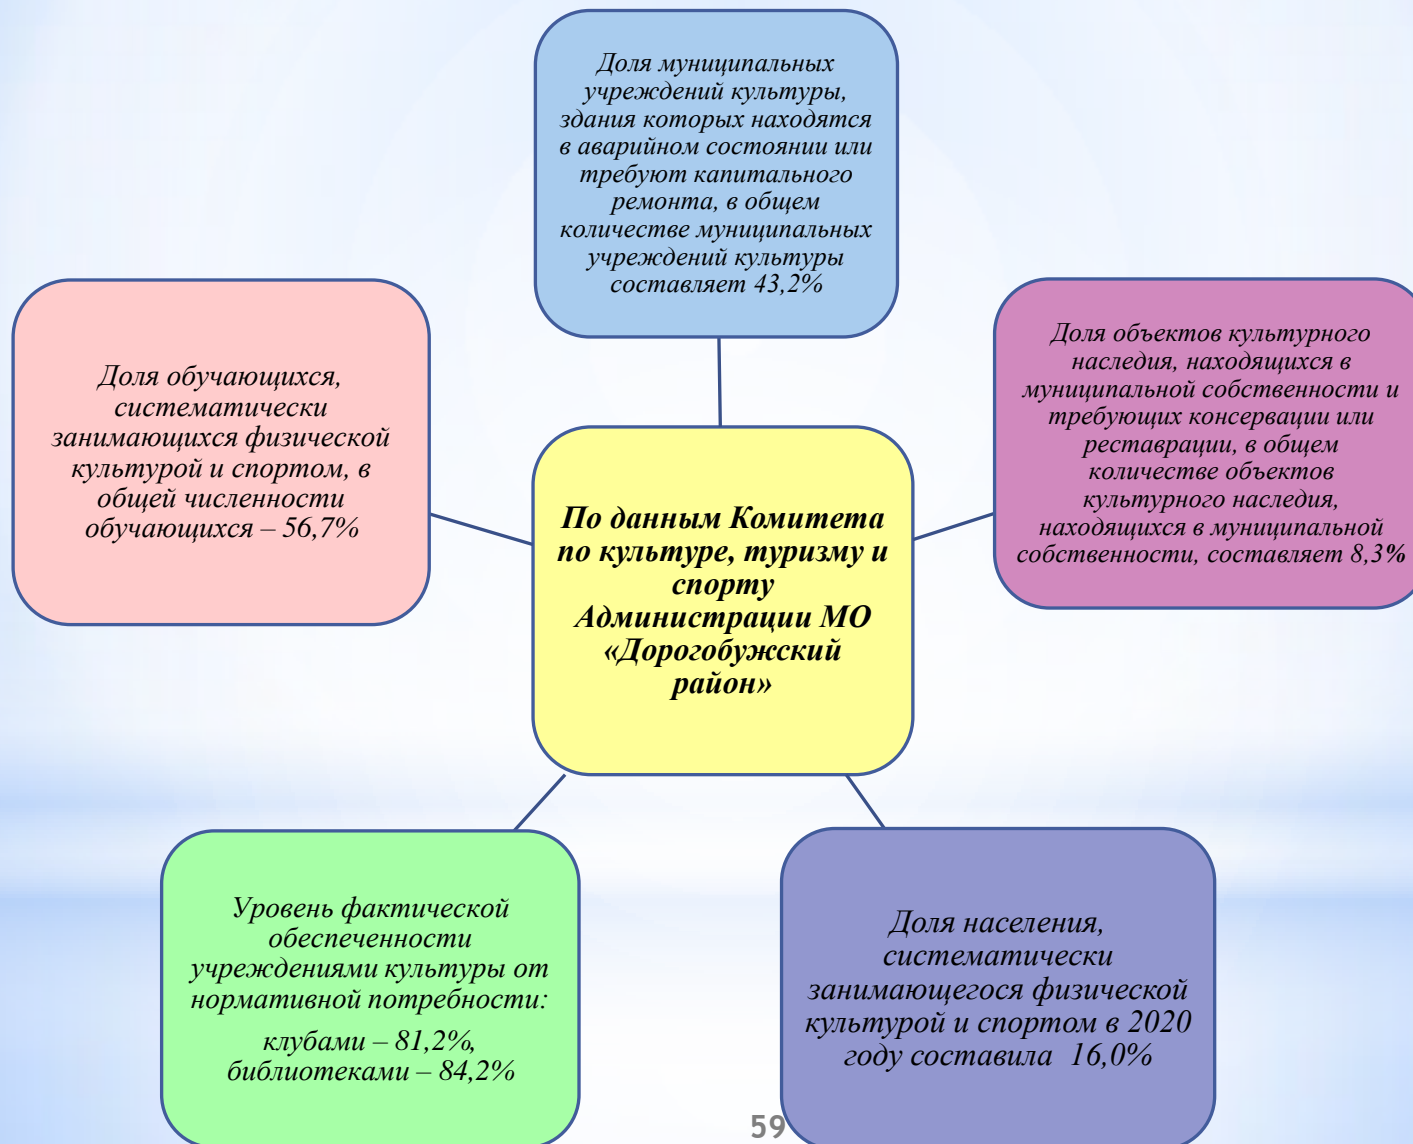 Доля муниципальных
учреждений культуры,
здания которых находятся
в аварийном состоянии или
требуют капитального
ремонта, в общем
количестве муниципальных
учреждений культуры
составляет 43,2%
Доля обучающихся,
систематически
занимающихся физической
культурой и спортом, в
общей численности
обучающихся – 56,7%
Доля объектов культурного
наследия, находящихся в
муниципальной собственности и
требующих консервации или
реставрации, в общем
количестве объектов
культурного наследия,
находящихся в муниципальной
собственности, составляет 8,3%
По данным Комитета
по культуре, туризму и
спорту
Администрации МО
«Дорогобужский
район»
Уровень фактической
обеспеченности
учреждениями культуры от
нормативной потребности:
клубами – 81,2%,
библиотеками – 84,2%
Доля населения,
систематически
занимающегося физической
культурой и спортом в 2020
году составила 16,0%
59